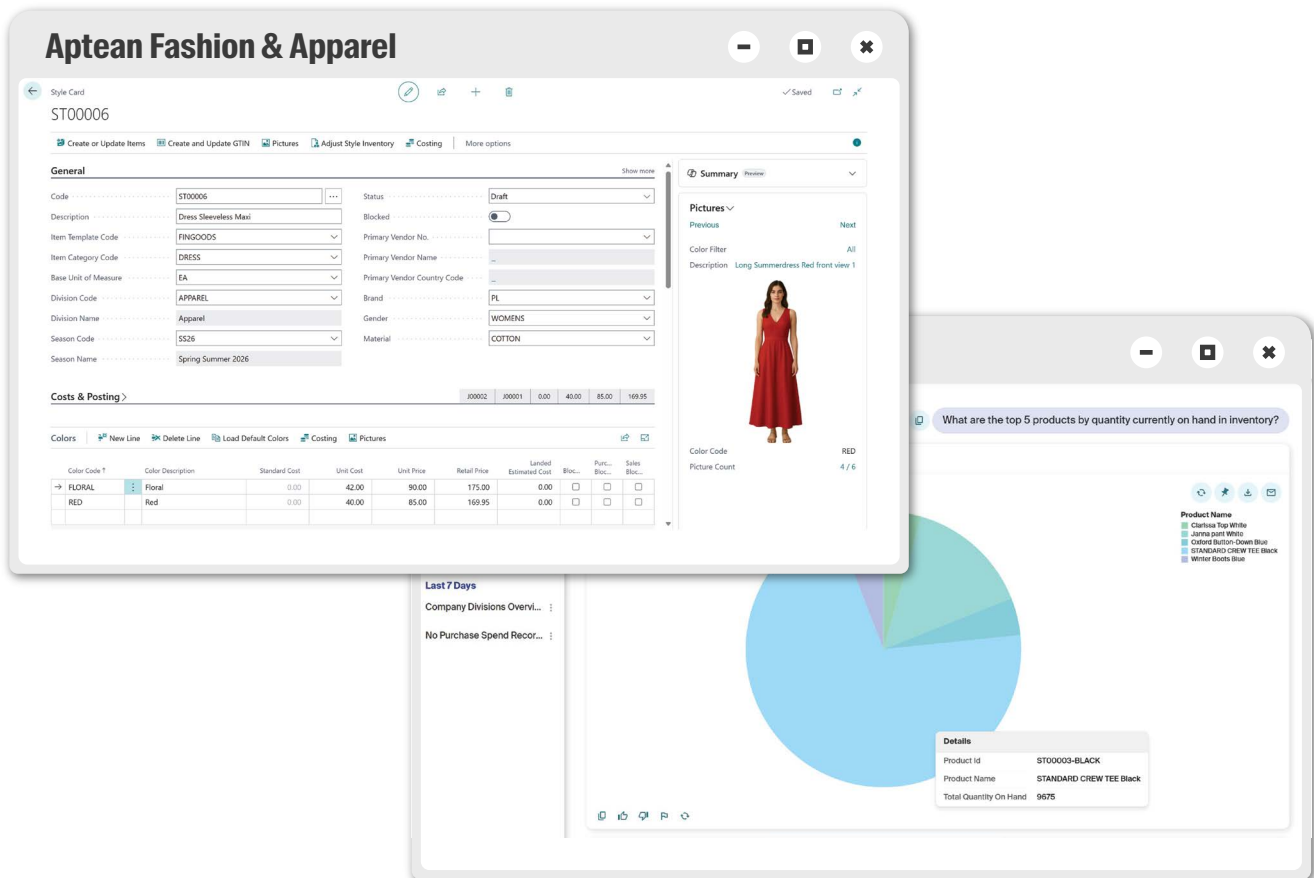 Aptean Fashion & Apparel
Style Card
Saved
ST00006
Create or Update Items Create and Update GTIN Pictures Adjust Style Inventory Costing More options
General Show more
Code ST00006
Description Dress Sleeveless Maxi
Item Template Code FINGOODS
Item Category Code DRESS
Base Unit of Measure EA
Division Code APPAREL
Division Name Apparel
Season Code SS26
Season Name Spring Summer 2026
Status Draft
Blocked
Primary Vendor No.
Primary Vendor Name _
Primary Vendor Country Code _
Brand PL
Gender WOMENS
Material COTTON
Costs & Posting J00002 J00001 0.00 40.00 85.00 169.95
Colors New Line Delete Line Load Default Colors Costing Pictures
Color Code ↑ Color Description Standard Cost Unit Cost Unit Price Retail Price Landed Estimated Cost Bloc... Purc... Bloc... Sales Bloc...
FLORAL Floral 0.00 42.00 90.00 175.00 0.00
RED Red 0.00 40.00 85.00 169.95 0.00
Summary Preview
Pictures
Previous Next
Color Filter All
Description Long Summerdress Red front view 1
Color Code RED
Picture Count 4 / 6
What are the top 5 products by quantity currently on hand in inventory?
Product Name
Clarissa Top White
Janna pant White
Oxford Button-Down Blue
STANDARD CREW TEE Black
Winter Boots Blue
Last 7 Days
Company Divisions Overvi...
No Purchase Spend Recor...
Details
Product Id ST00003-BLACK
Product Name STANDARD CREW TEE Black
Total Quantity On Hand 9675